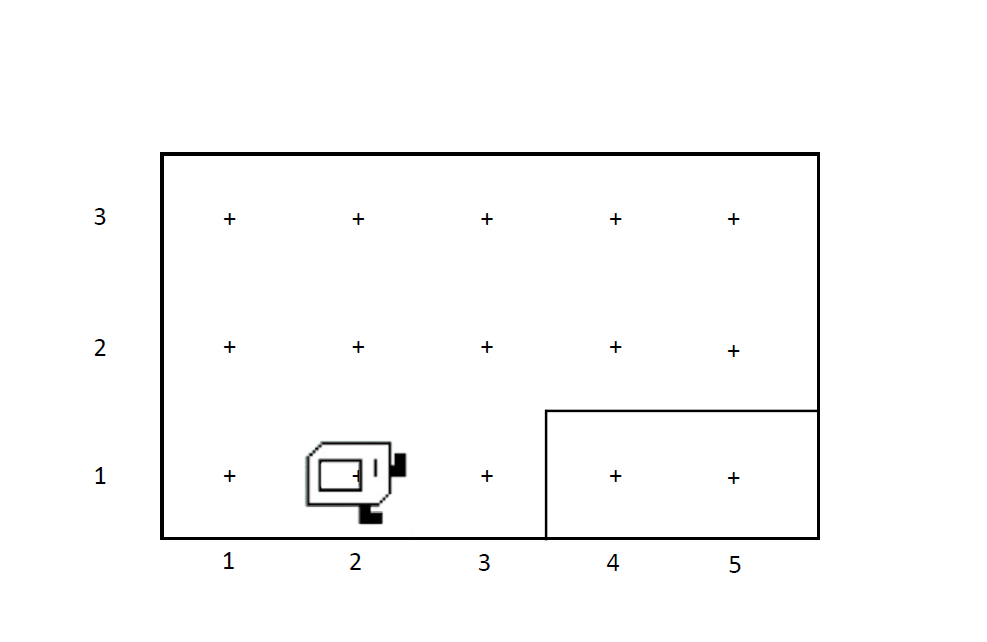 3 + + + + +
2 + + + + +
1 + + + + +
1 2 3 4 5